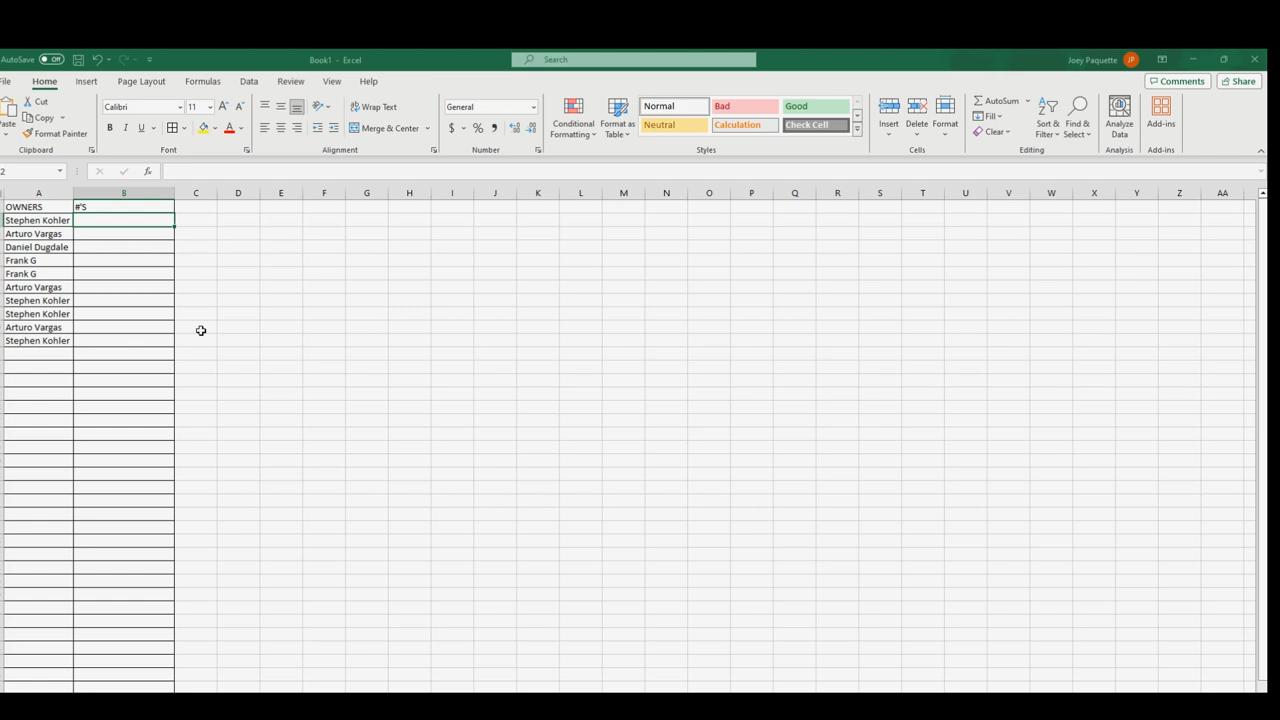 AutoSave Off Book1 - Excel Search Joey Paquette JP
File Home Insert Page Layout Formulas Data Review View Help Comments Share
Paste Cut Copy Format Painter Clipboard
Calibri 11 A A B I U A Font
Wrap Text Merge & Center Alignment
General $ % , Number
Conditional Formatting Format as Table Normal Bad Good Neutral Calculation Check Cell Styles
Insert Delete Format Cells
AutoSum Fill Clear Sort & Filter Find & Select Editing
Analyze Data Analysis
Add-ins Add-ins
2 fx
A B C D E F G H I J K L M N O P Q R S T U V W X Y Z AA
OWNERS #'S
Stephen Kohler
Arturo Vargas
Daniel Dugdale
Frank G
Frank G
Arturo Vargas
Stephen Kohler
Stephen Kohler
Arturo Vargas
Stephen Kohler